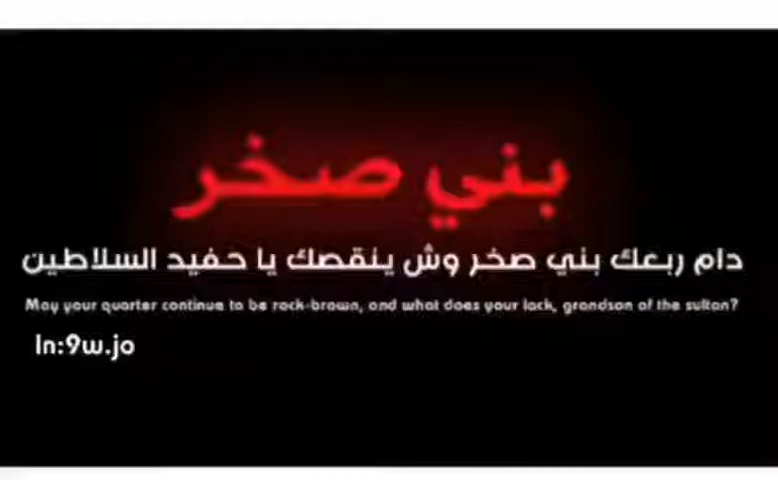 بني صخر
دام ربعك بني صخر وش ينقصك يا حفيد السلاطين
May your quarter continue to be rock-brown, and what does your lack, grandson of the sultan?
In:9w.jo